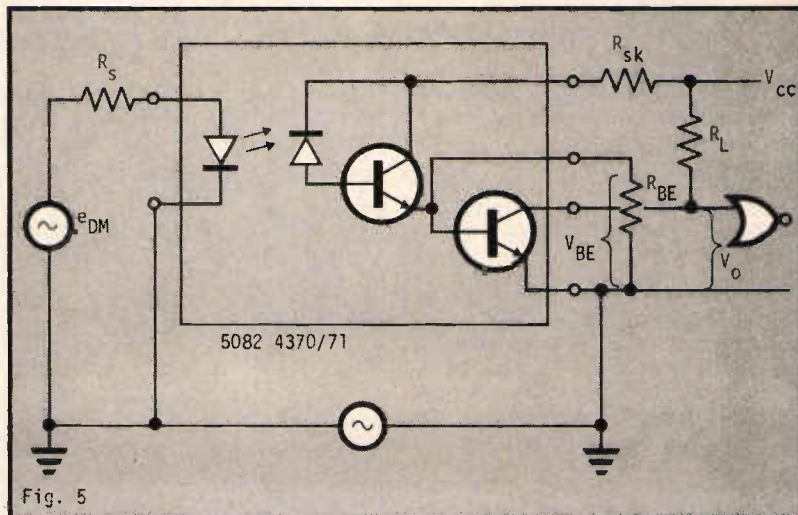 R_s
R_sk
V_cc
R_L
R_BE
e_DM
V_BE
V_o
5082 4370/71
Fig. 5